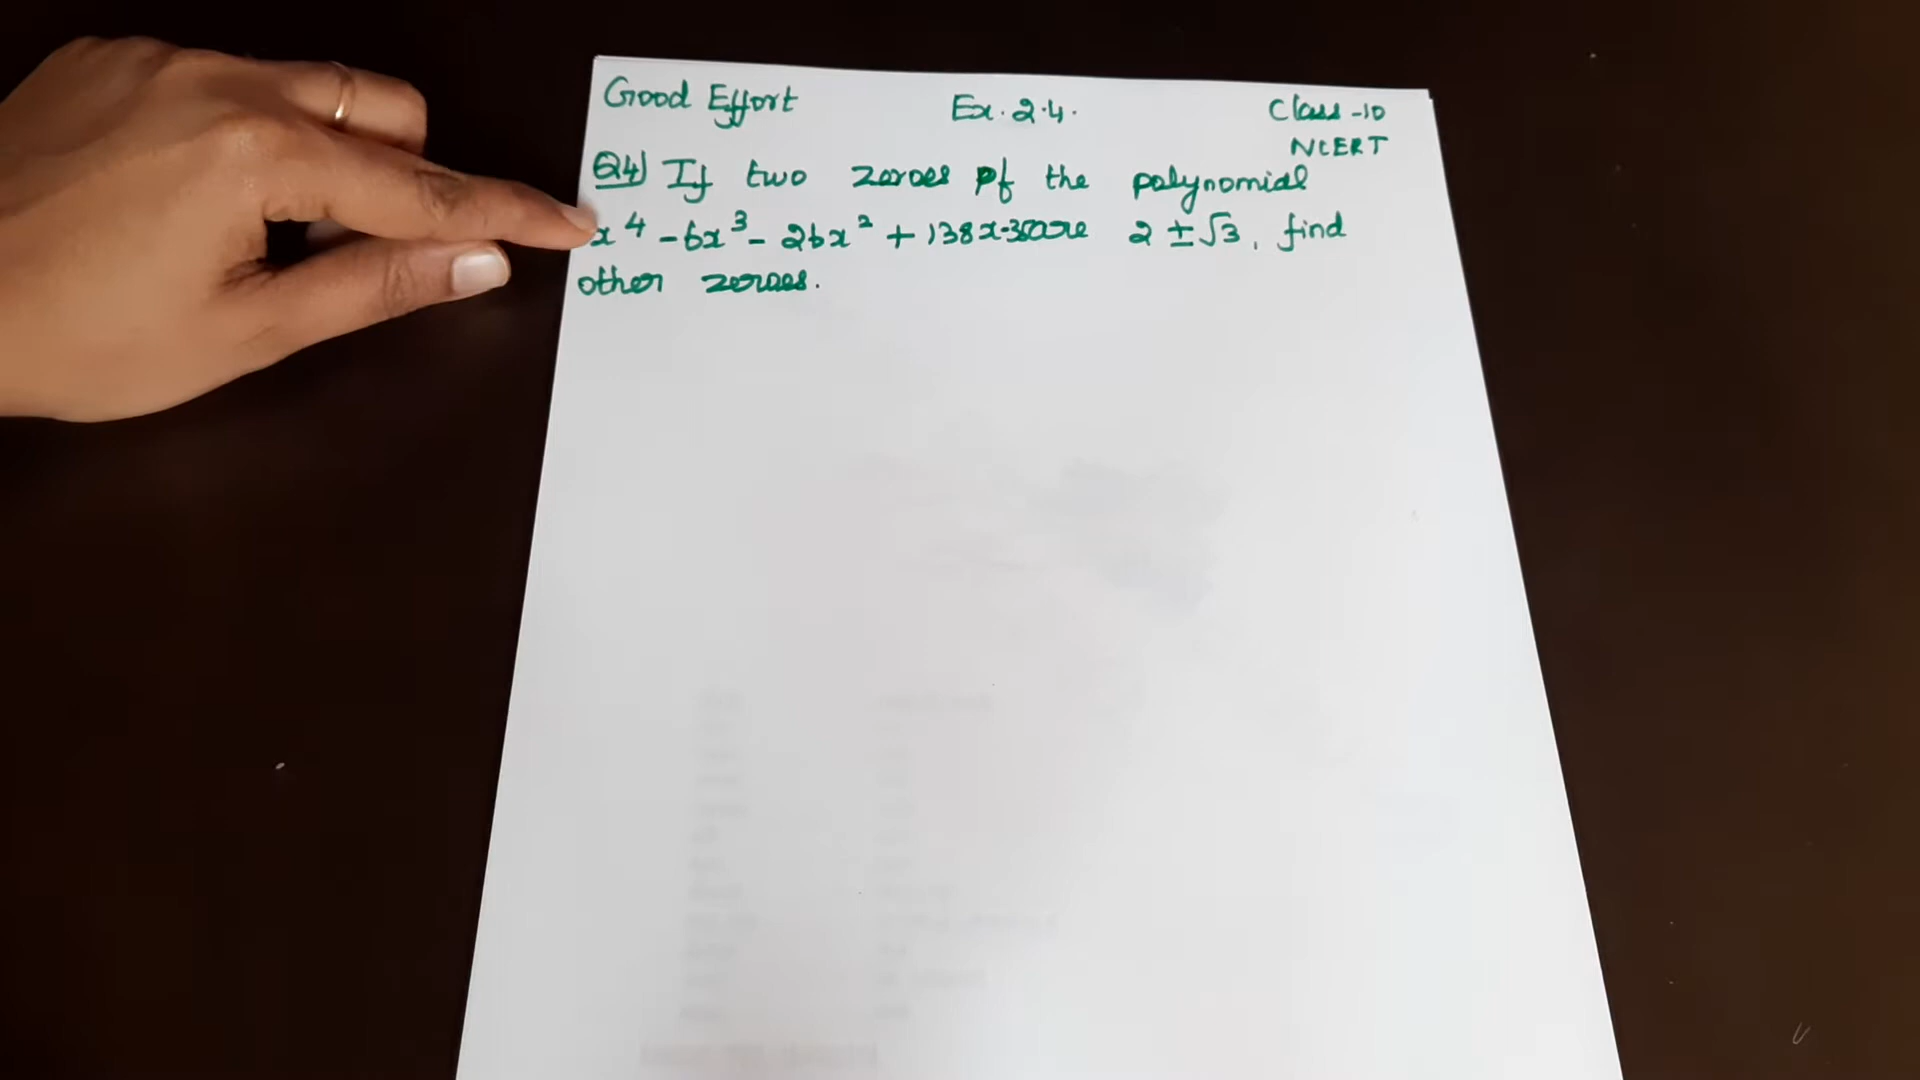 Good Effort Ex. 2.4. Class -10
NCERT
Q4) If two zeroes of the polynomial
x⁴ - 6x³ - 26x² + 138x - 35 are 2 ± √3, find
other zeroes.